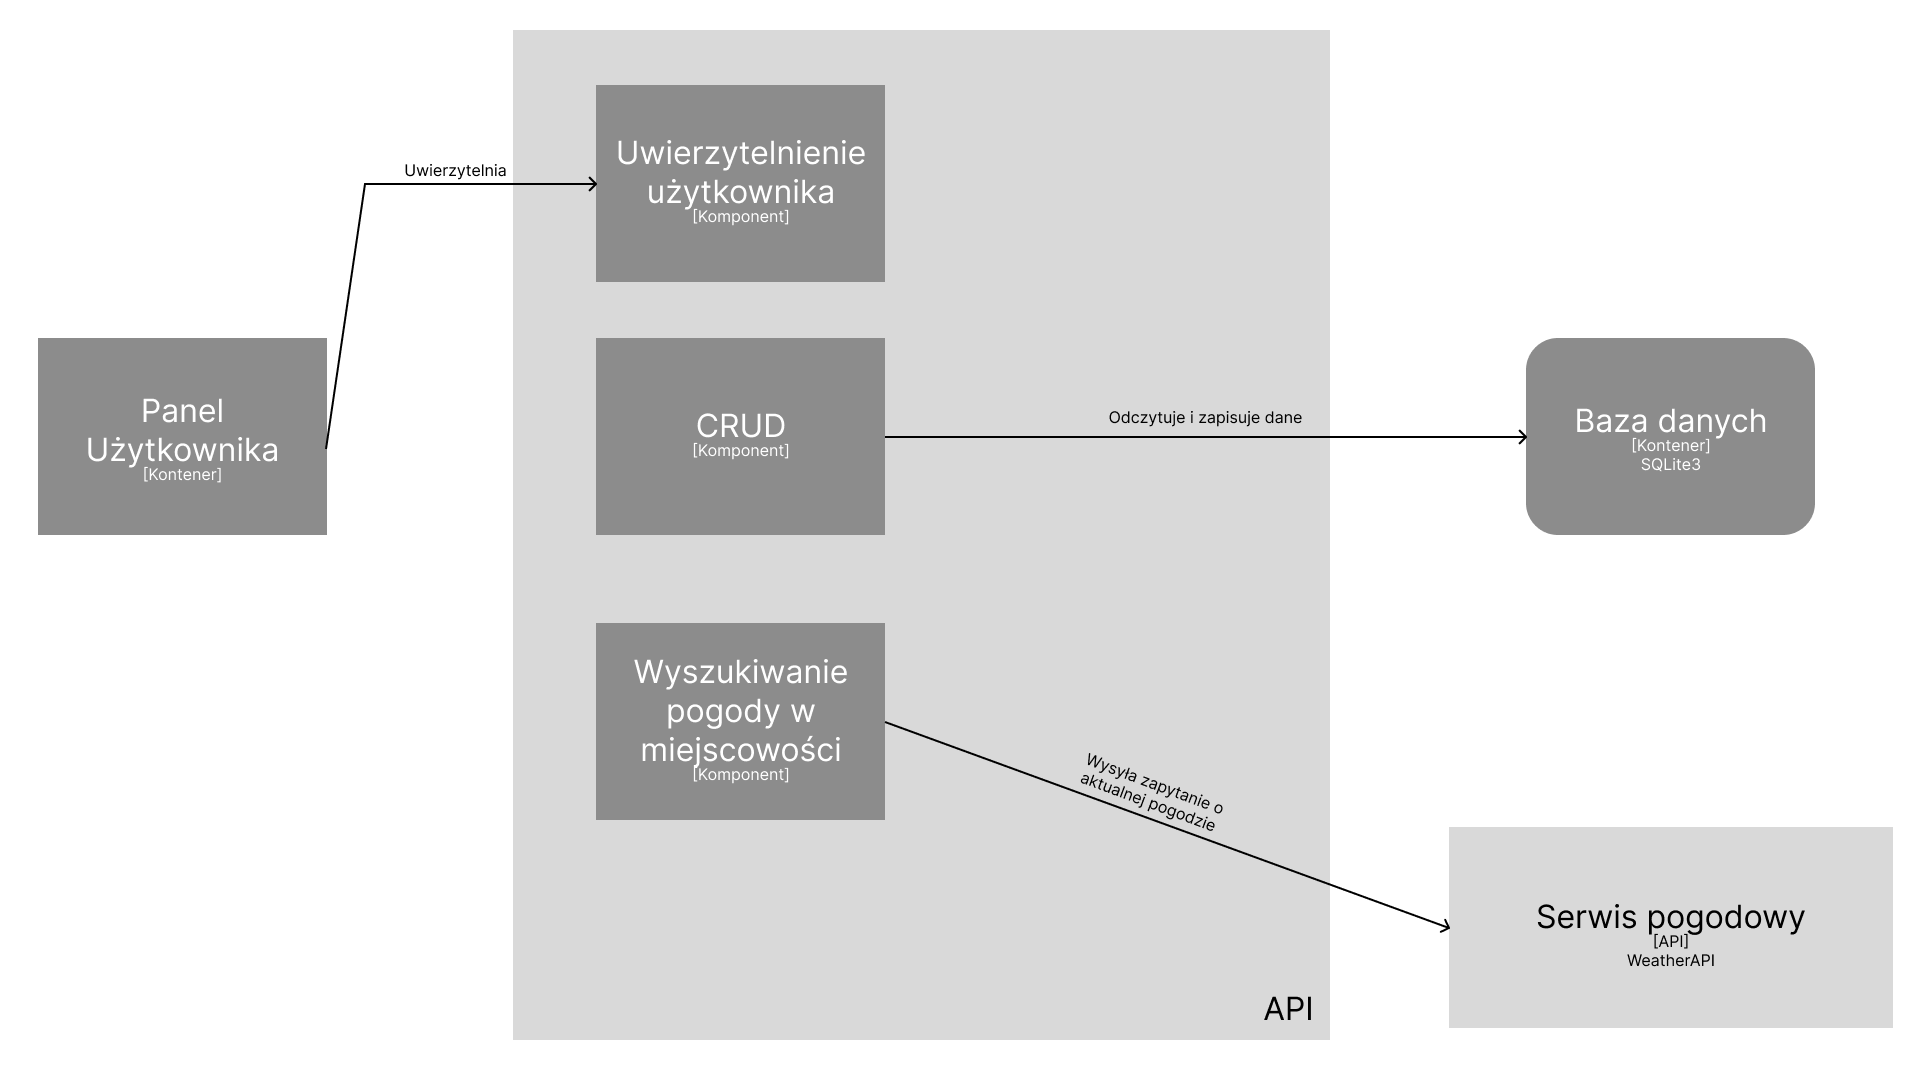 Uwierzytelnienie
użytkownika
[Komponent]
Uwierzytelnia
Panel
Użytkownika
[Kontener]
CRUD
[Komponent]
Odczytuje i zapisuje dane
Baza danych
[Kontener]
SQLite3
Wyszukiwanie
pogody w
miejscowości
[Komponent]
Wysyła zapytanie o
aktualnej pogodzie
Serwis pogodowy
[API]
WeatherAPI
API